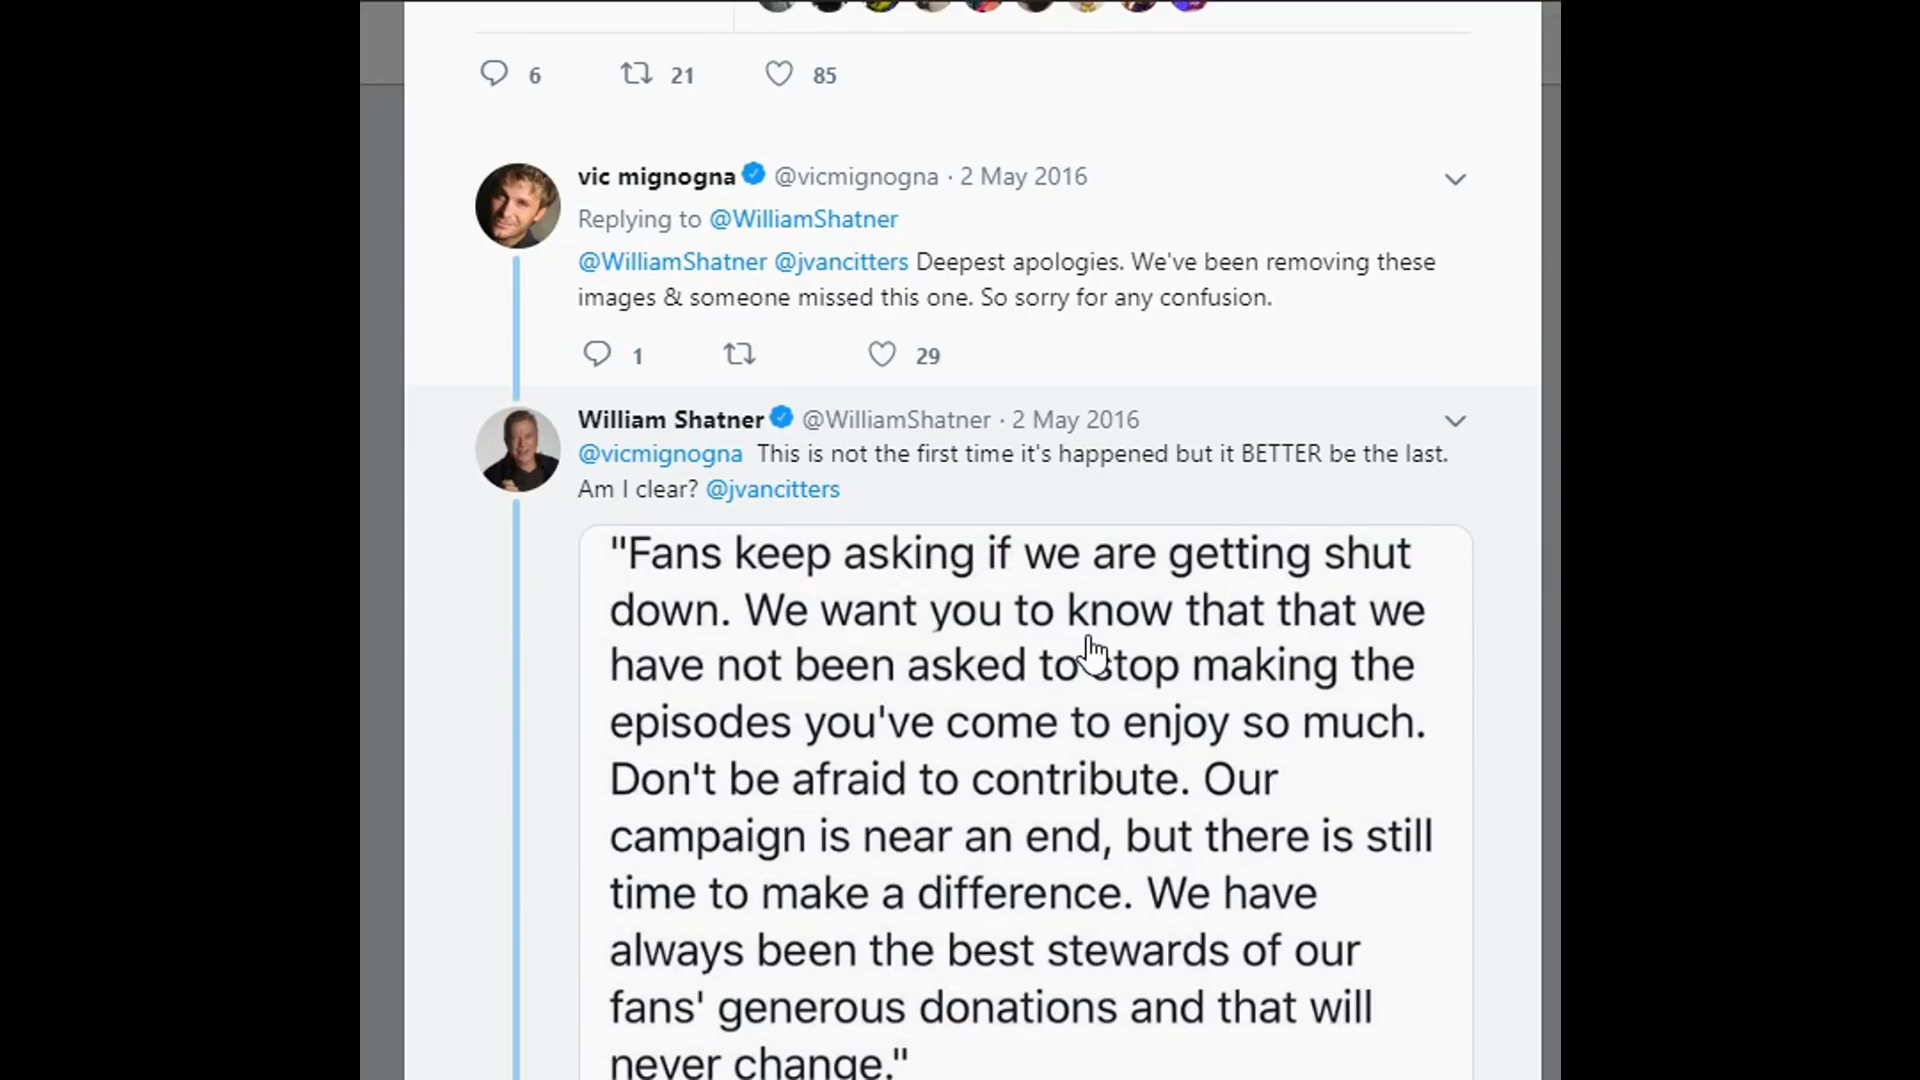 6 21 85
vic mignogna @vicmignogna · 2 May 2016
Replying to @WilliamShatner
@WilliamShatner @jvancitters Deepest apologies. We've been removing these
images & someone missed this one. So sorry for any confusion.
1 29
William Shatner @WilliamShatner · 2 May 2016
@vicmignogna This is not the first time it's happened but it BETTER be the last.
Am I clear? @jvancitters
"Fans keep asking if we are getting shut
down. We want you to know that that we
have not been asked to stop making the
episodes you've come to enjoy so much.
Don't be afraid to contribute. Our
campaign is near an end, but there is still
time to make a difference. We have
always been the best stewards of our
fans' generous donations and that will
never change."